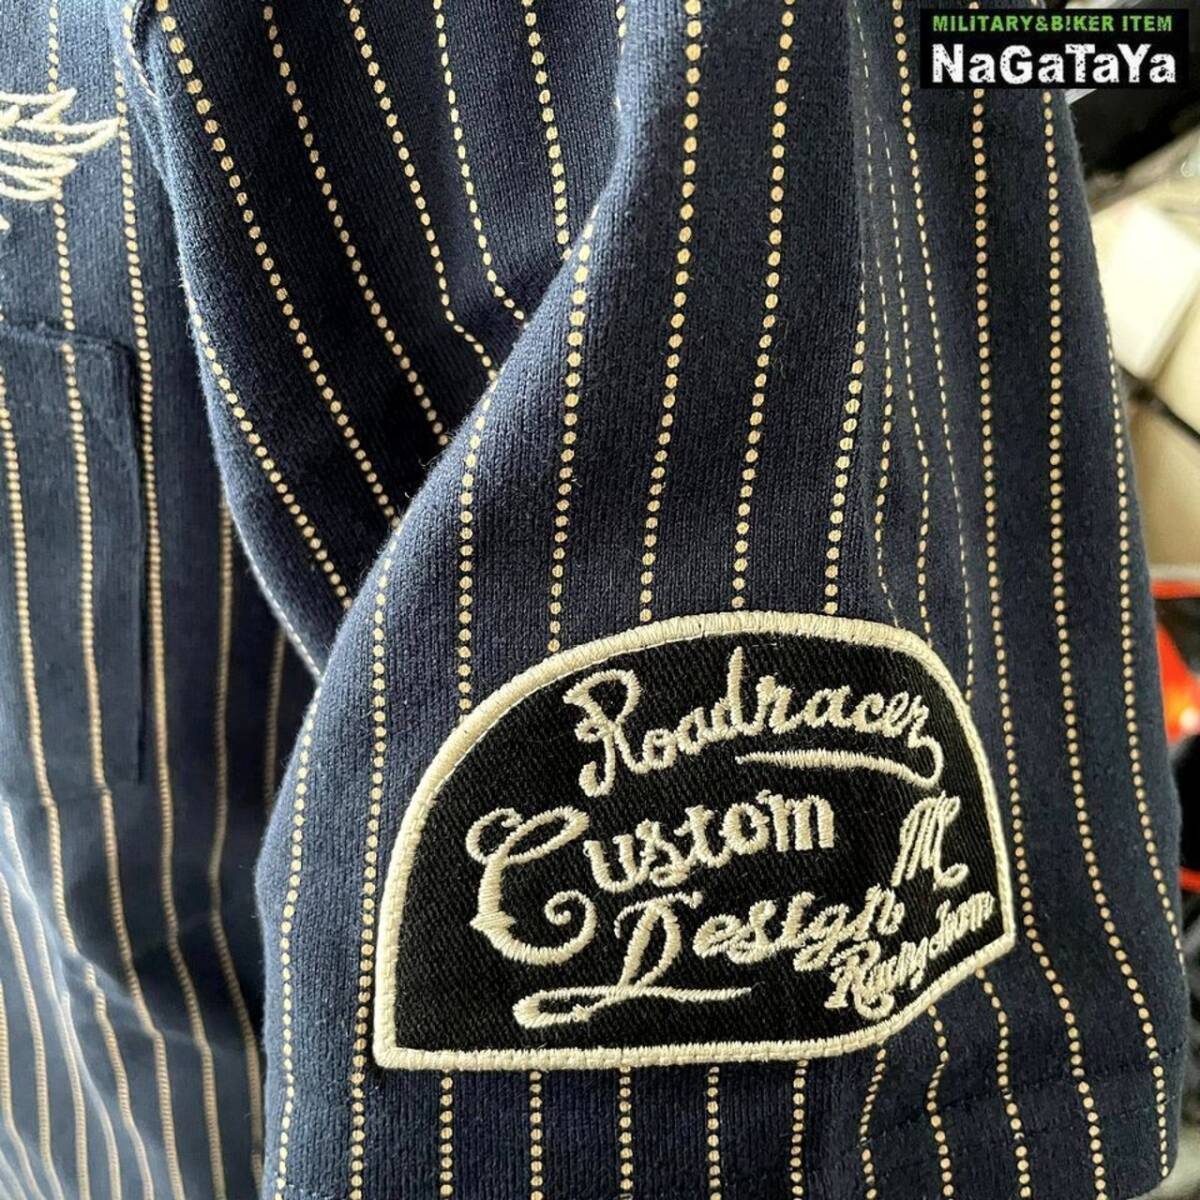 MILITARY&BIKER ITEM
NaGaTaYa
Roadracer
Custom M
Design